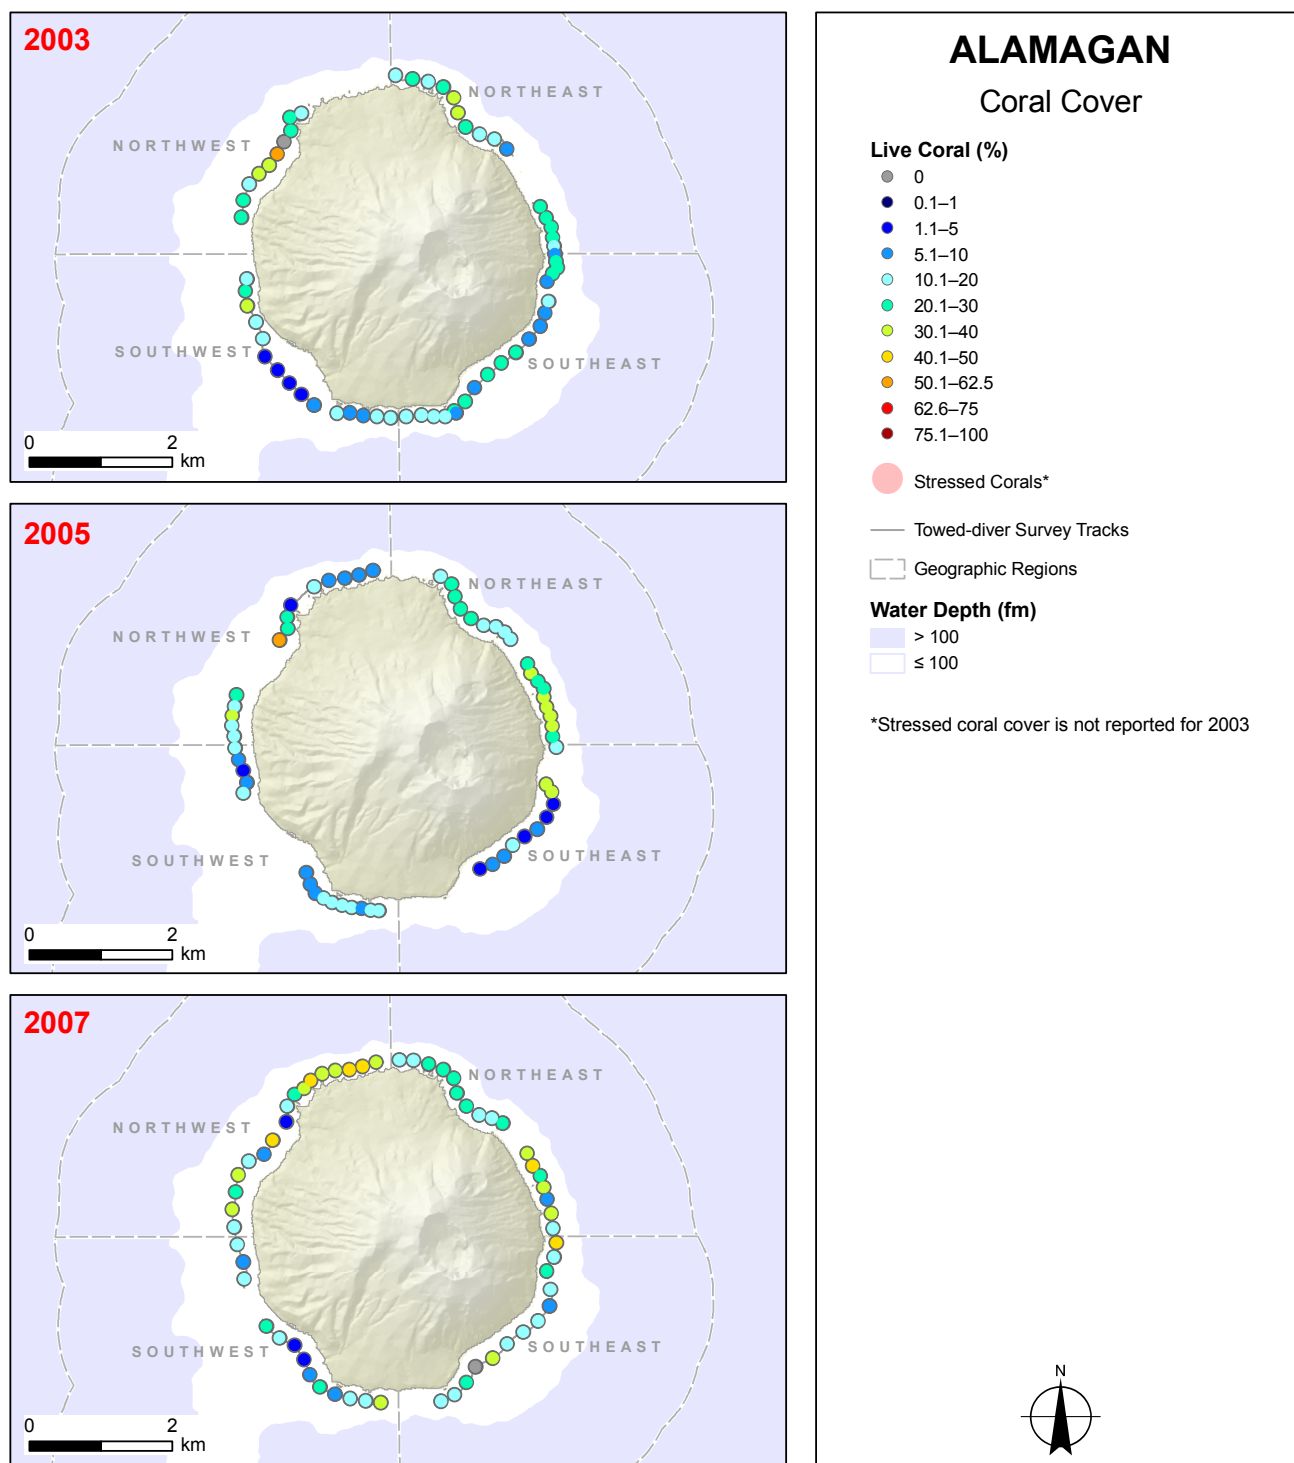 2003
NORTHEAST
NORTHWEST
SOUTHWEST
SOUTHEAST
0 2
km
2005
NORTHEAST
NORTHWEST
SOUTHWEST
SOUTHEAST
0 2
km
2007
NORTHEAST
NORTHWEST
SOUTHWEST
SOUTHEAST
0 2
km
ALAMAGAN
Coral Cover
Live Coral (%)
0
0.1–1
1.1–5
5.1–10
10.1–20
20.1–30
30.1–40
40.1–50
50.1–62.5
62.6–75
75.1–100
Stressed Corals*
Towed-diver Survey Tracks
Geographic Regions
Water Depth (fm)
> 100
≤ 100
*Stressed coral cover is not reported for 2003
N